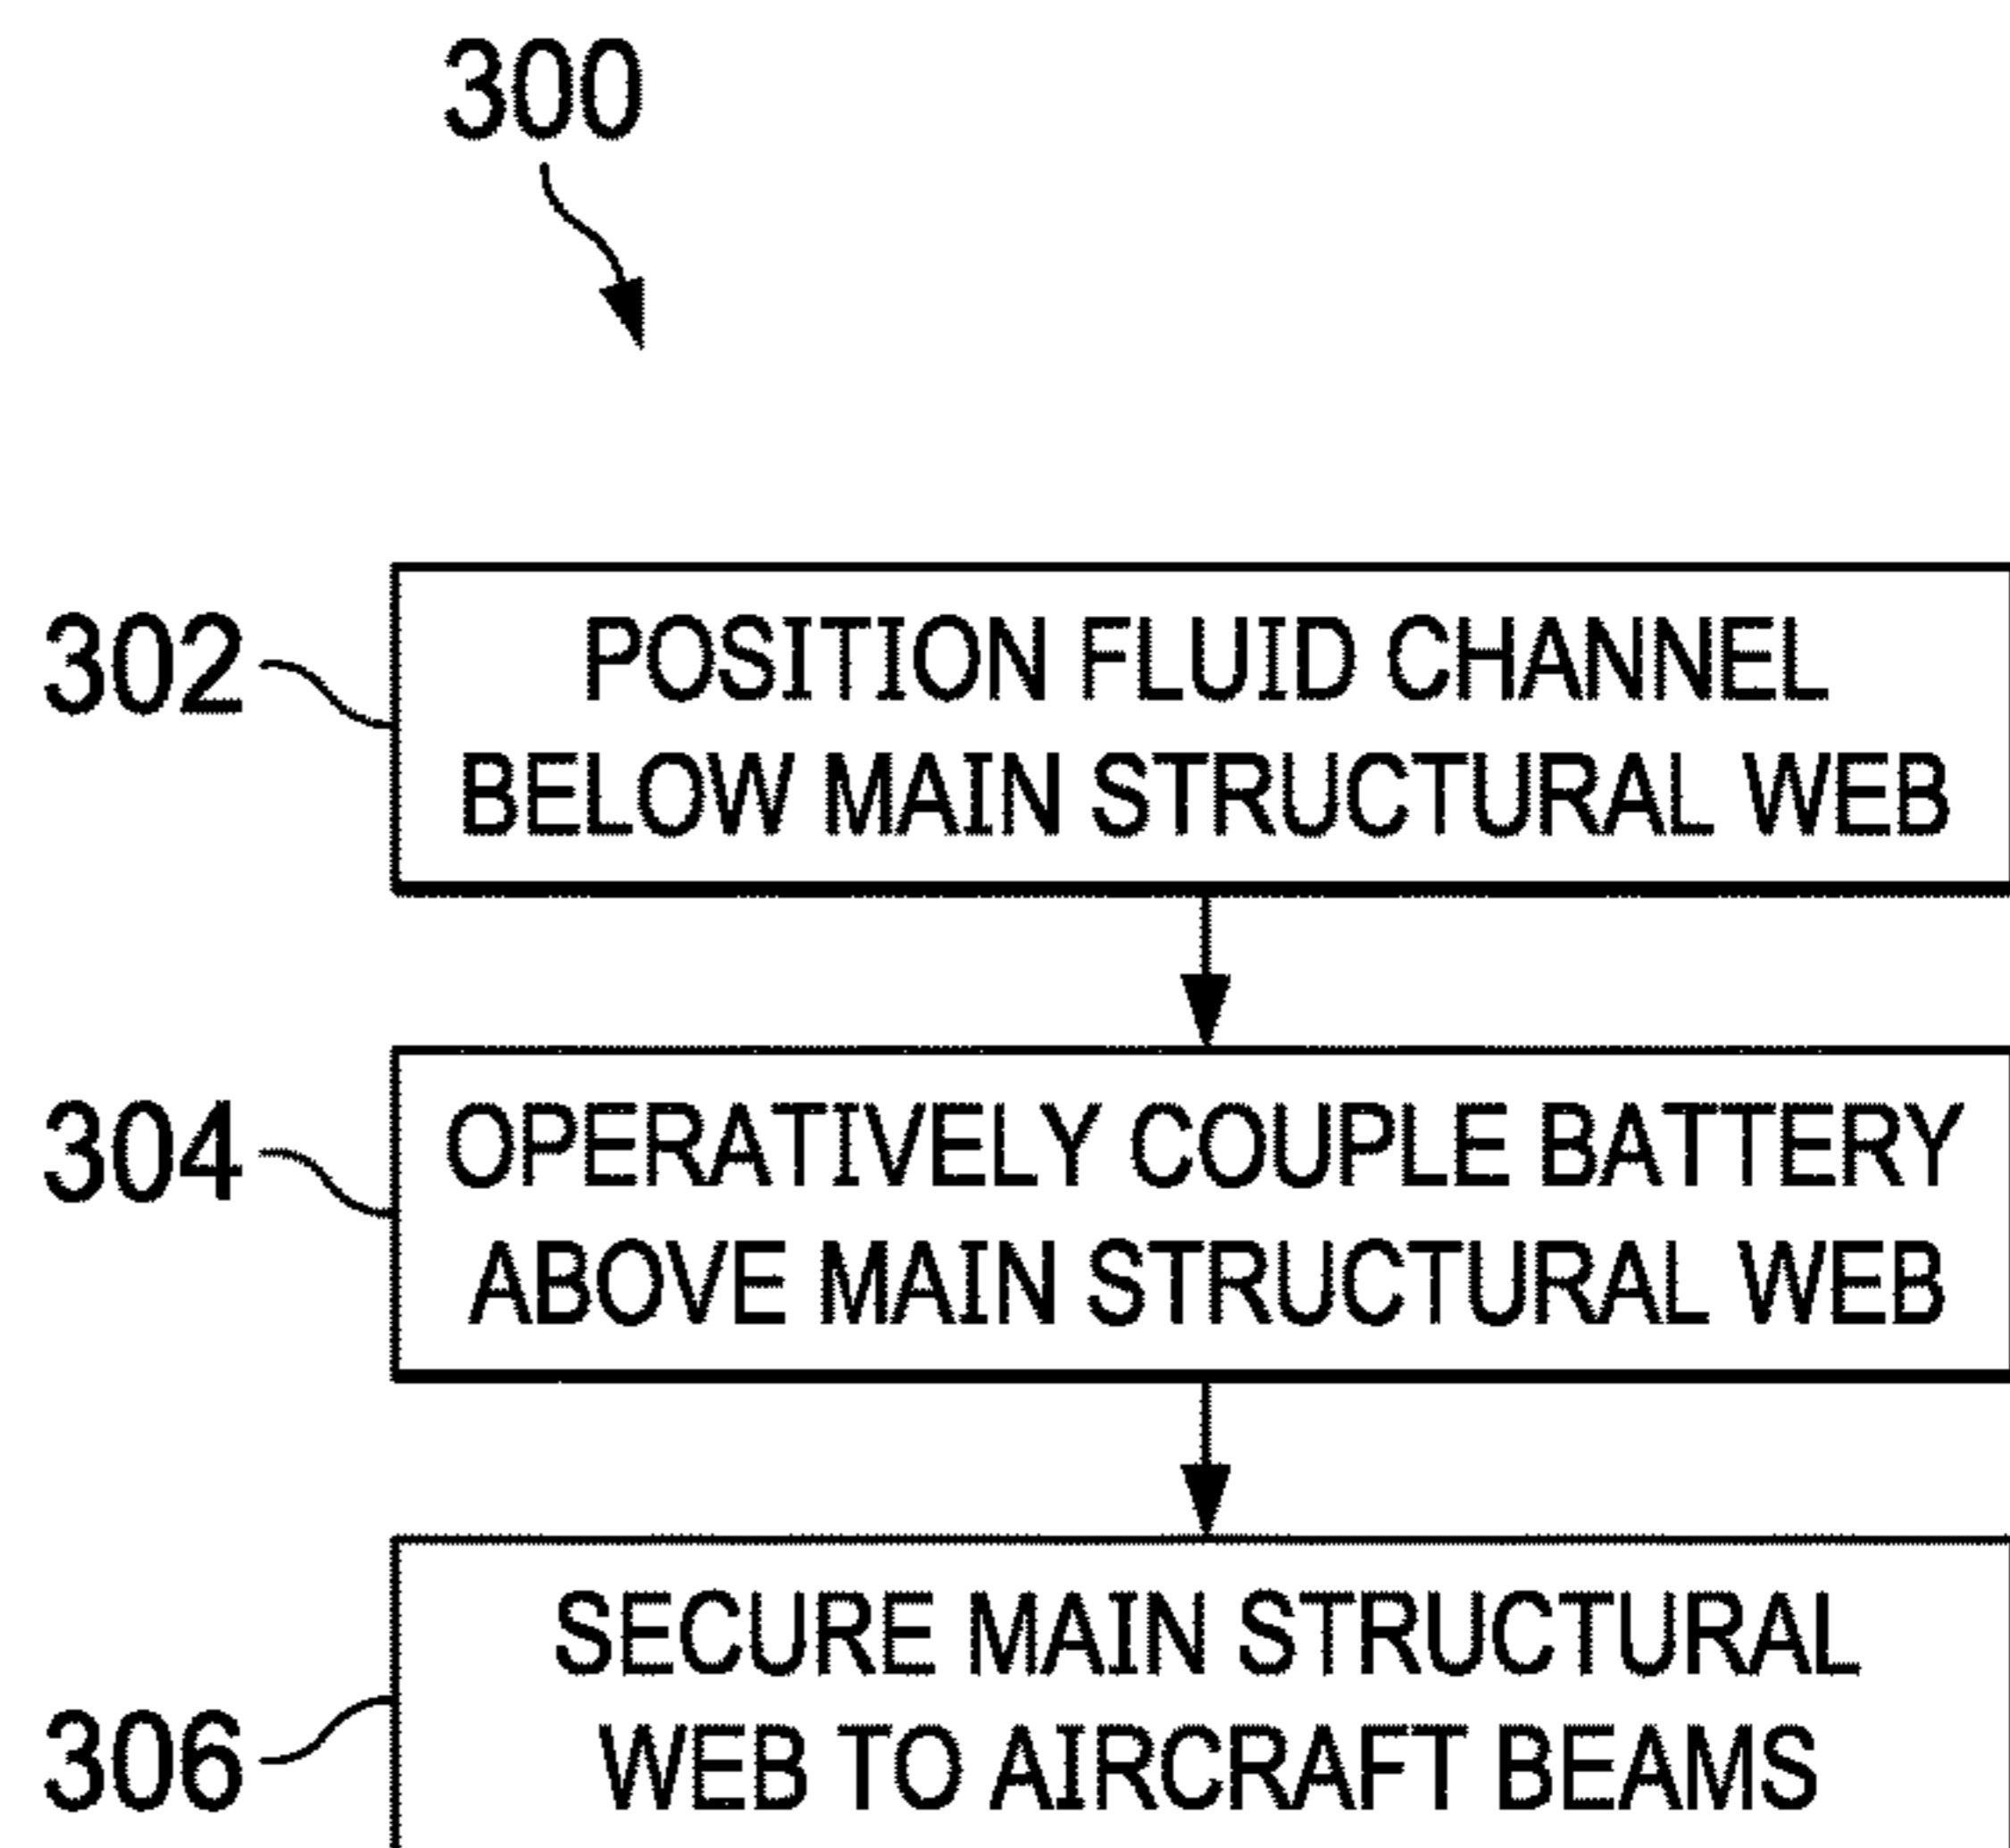 300
302
POSITION FLUID CHANNEL
BELOW MAIN STRUCTURAL WEB
304
OPERATIVELY COUPLE BATTERY
ABOVE MAIN STRUCTURAL WEB
306
SECURE MAIN STRUCTURAL
WEB TO AIRCRAFT BEAMS